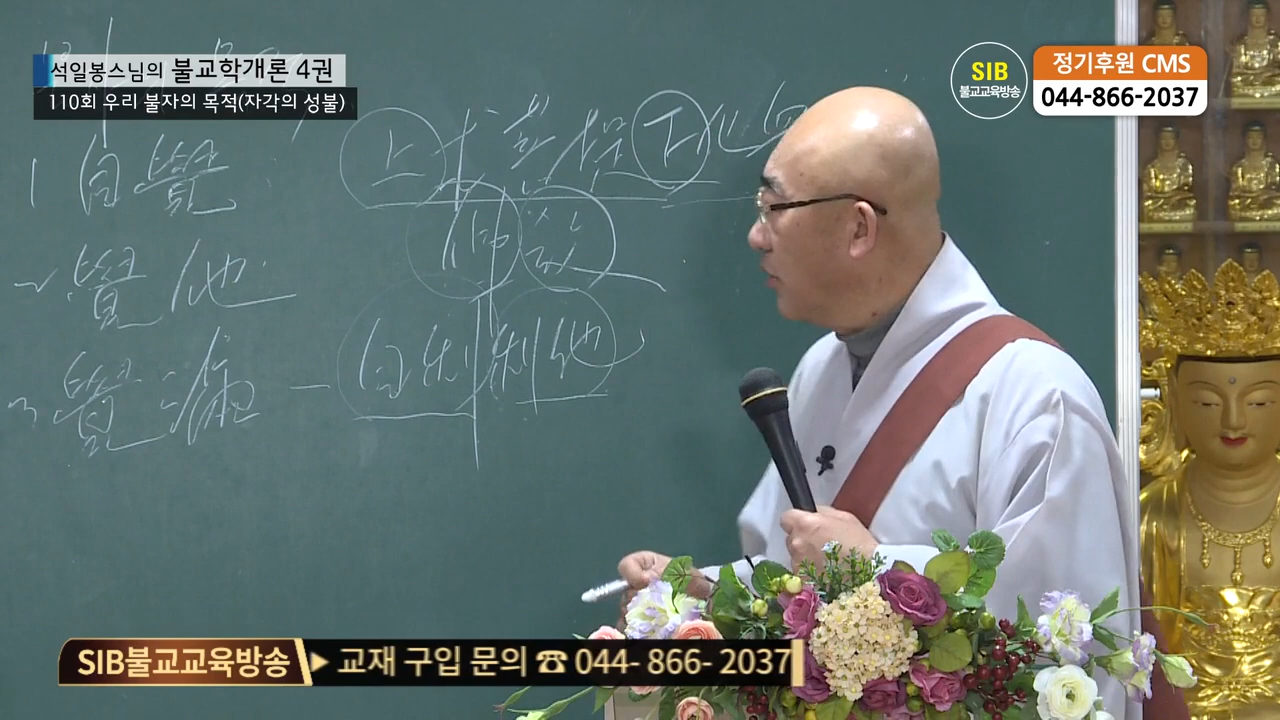 석일봉스님의 불교학개론 4권
110회 우리 불자의 목적(자각의 성불)
SIB
불교교육방송
정기후원 CMS
044-866-2037
1 自覺
2 覺他
3 覺滿 - 自利利他
上求菩提 下化
SIB불교교육방송 ▶ 교재 구입 문의 ☎ 044- 866- 2037